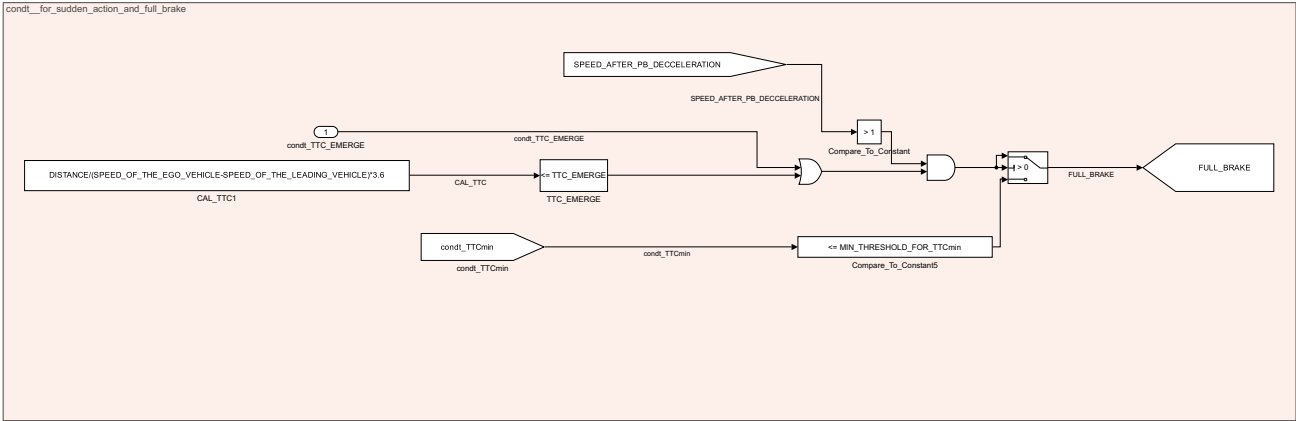 condt__for_sudden_action_and_full_brake
SPEED_AFTER_PB_DECCELERATION
SPEED_AFTER_PB_DECCELERATION
1
condt_TTC_EMERGE
condt_TTC_EMERGE
> 1
Compare_To_Constant
DISTANCE/(SPEED_OF_THE_EGO_VEHICLE-SPEED_OF_THE_LEADING_VEHICLE)*3.6
CAL_TTC1
CAL_TTC
<= TTC_EMERGE
TTC_EMERGE
> 0
FULL_BRAKE
FULL_BRAKE
condt_TTCmin
condt_TTCmin
condt_TTCmin
<= MIN_THRESHOLD_FOR_TTCmin
Compare_To_Constant5